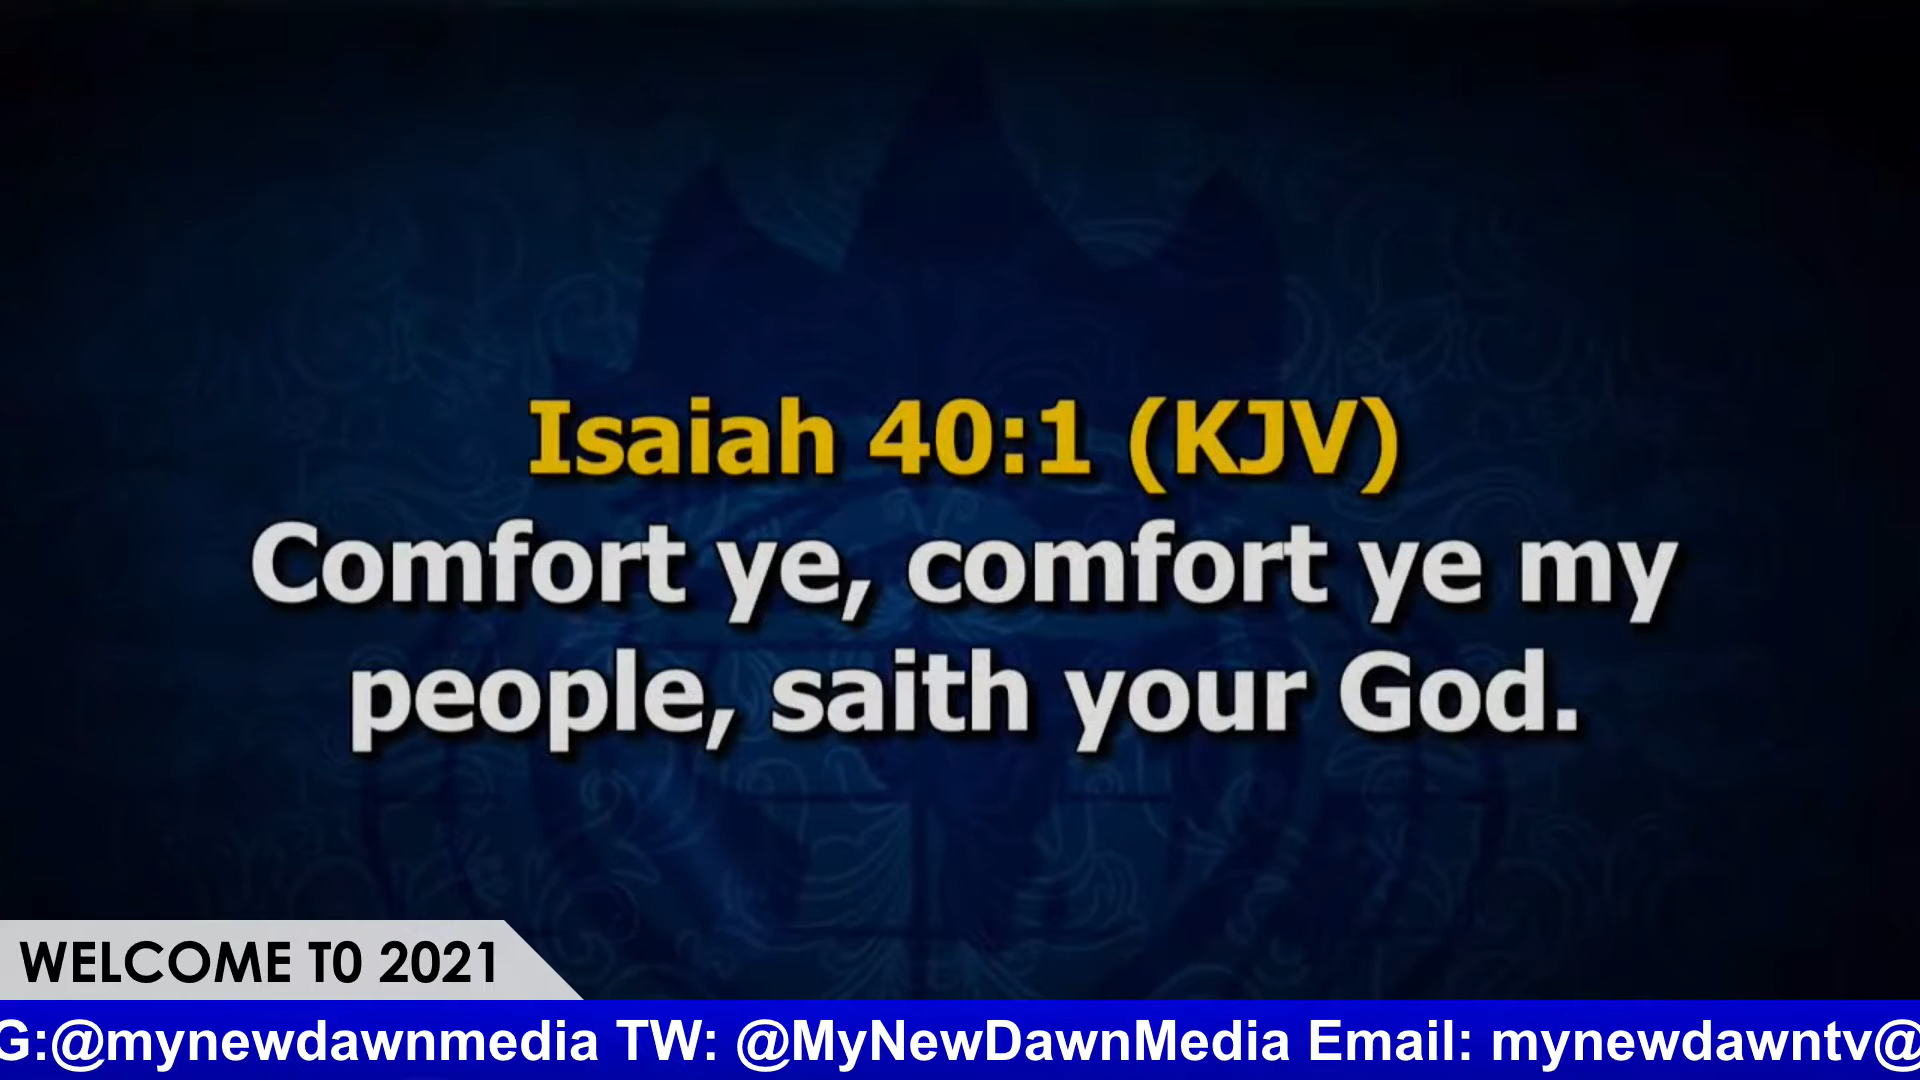 Isaiah 40:1 (KJV)
Comfort ye, comfort ye my
people, saith your God.
WELCOME T0 2021
G:@mynewdawnmedia TW: @MyNewDawnMedia Email: mynewdawntv@